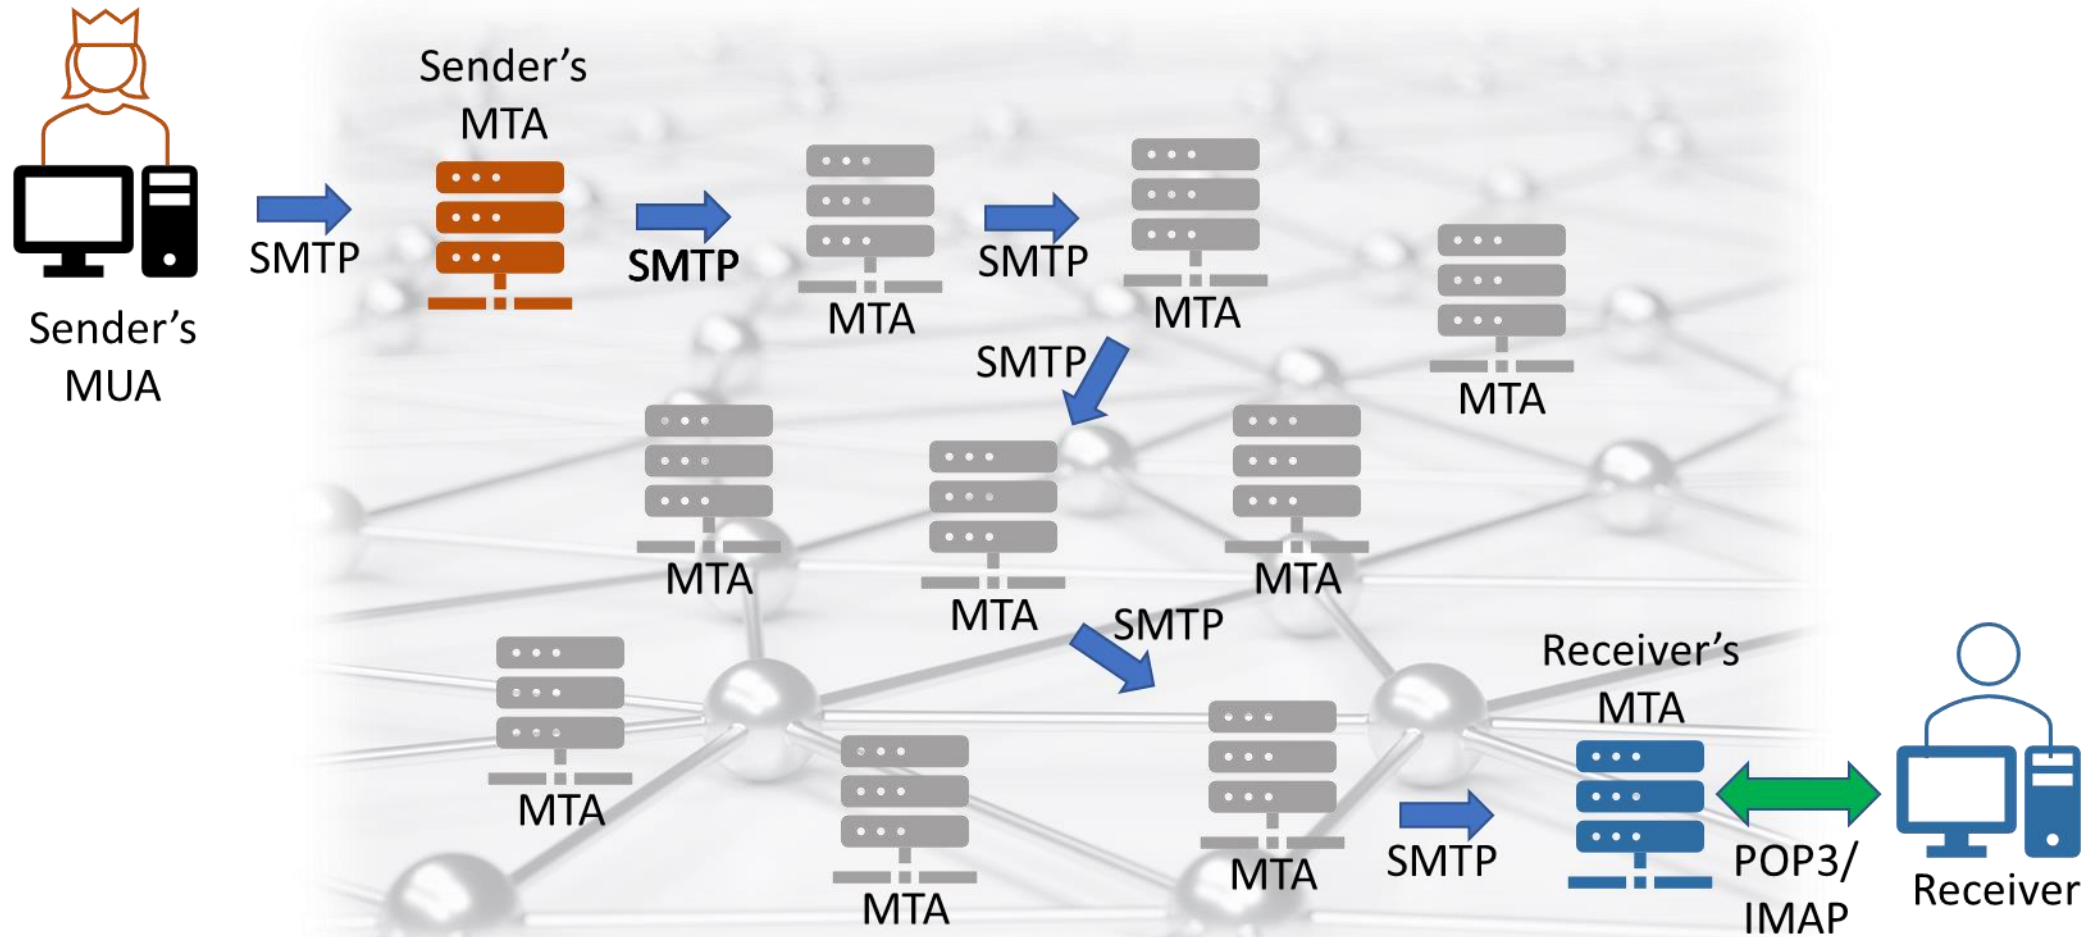 Sender's
MTA
SMTP
Sender's
MUA
SMTP
MTA
SMTP
MTA
MTA
SMTP
MTA
MTA
MTA
SMTP
MTA
MTA
MTA
SMTP
Receiver's
MTA
POP3/
IMAP
Receiver